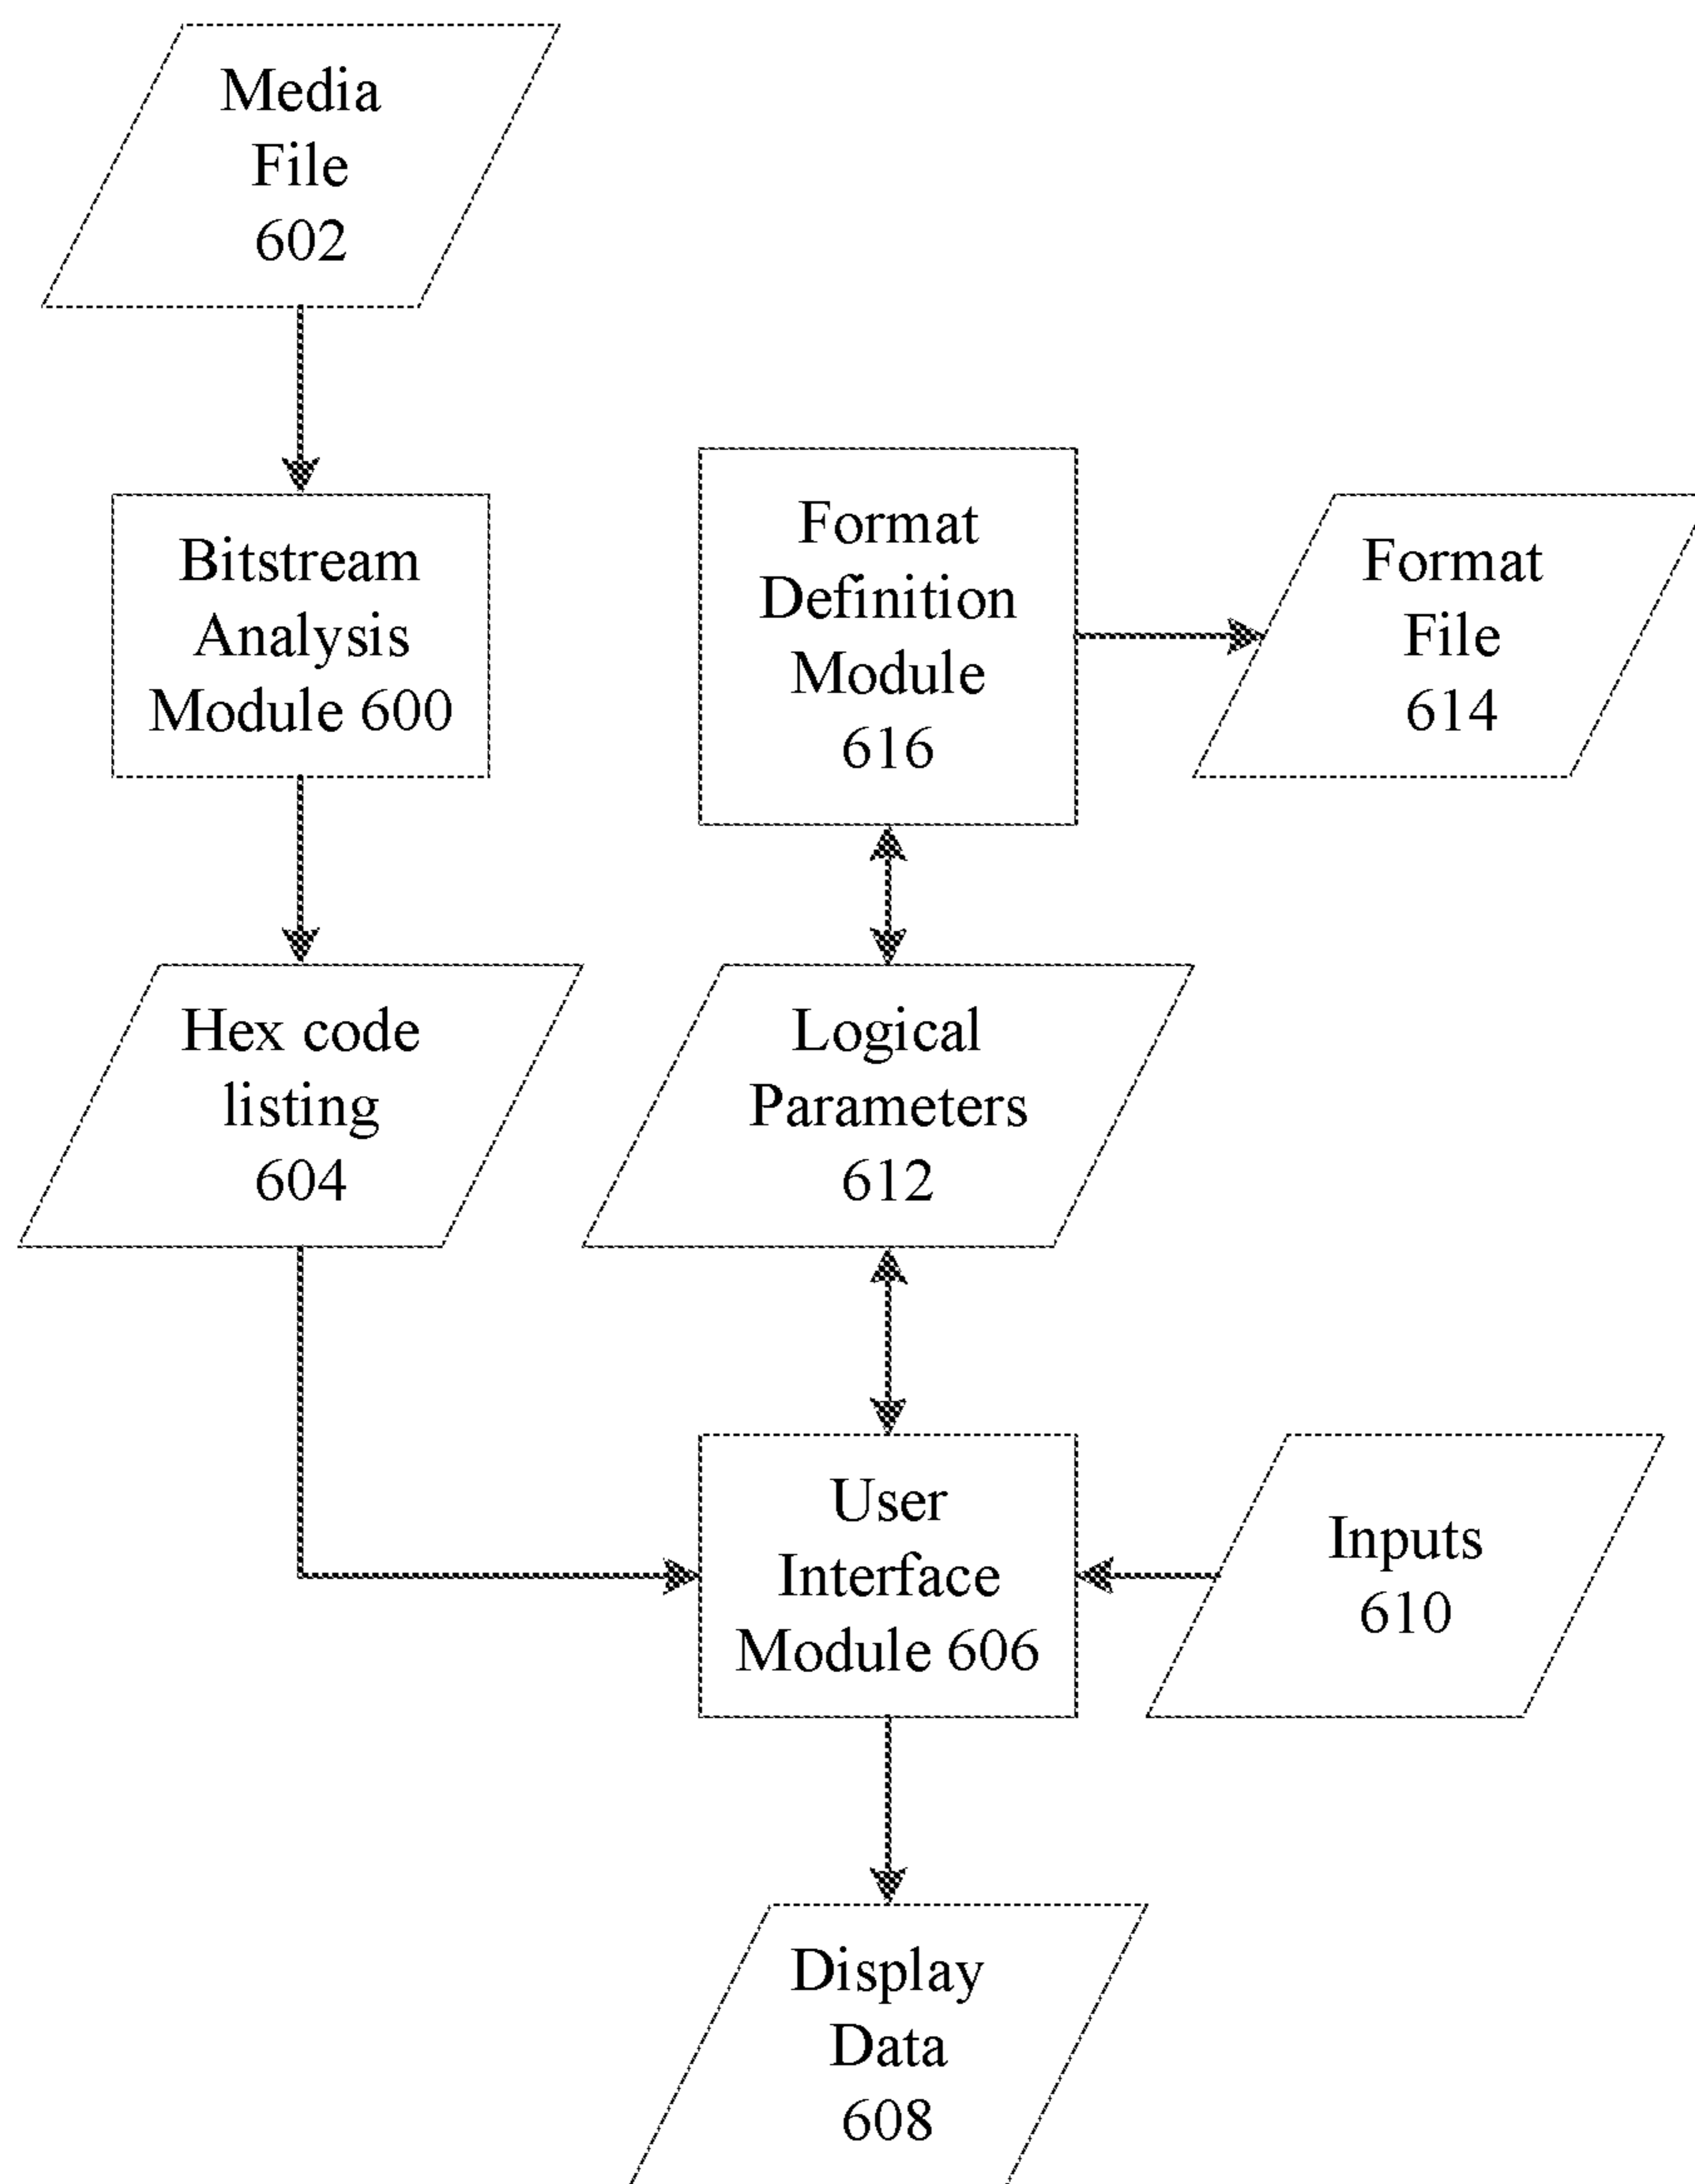 Media
File
602
Bitstream
Analysis
Module 600
Format
Definition
Module
616
Format
File
614
Hex code
listing
604
Logical
Parameters
612
User
Interface
Module 606
Inputs
610
Display
Data
608